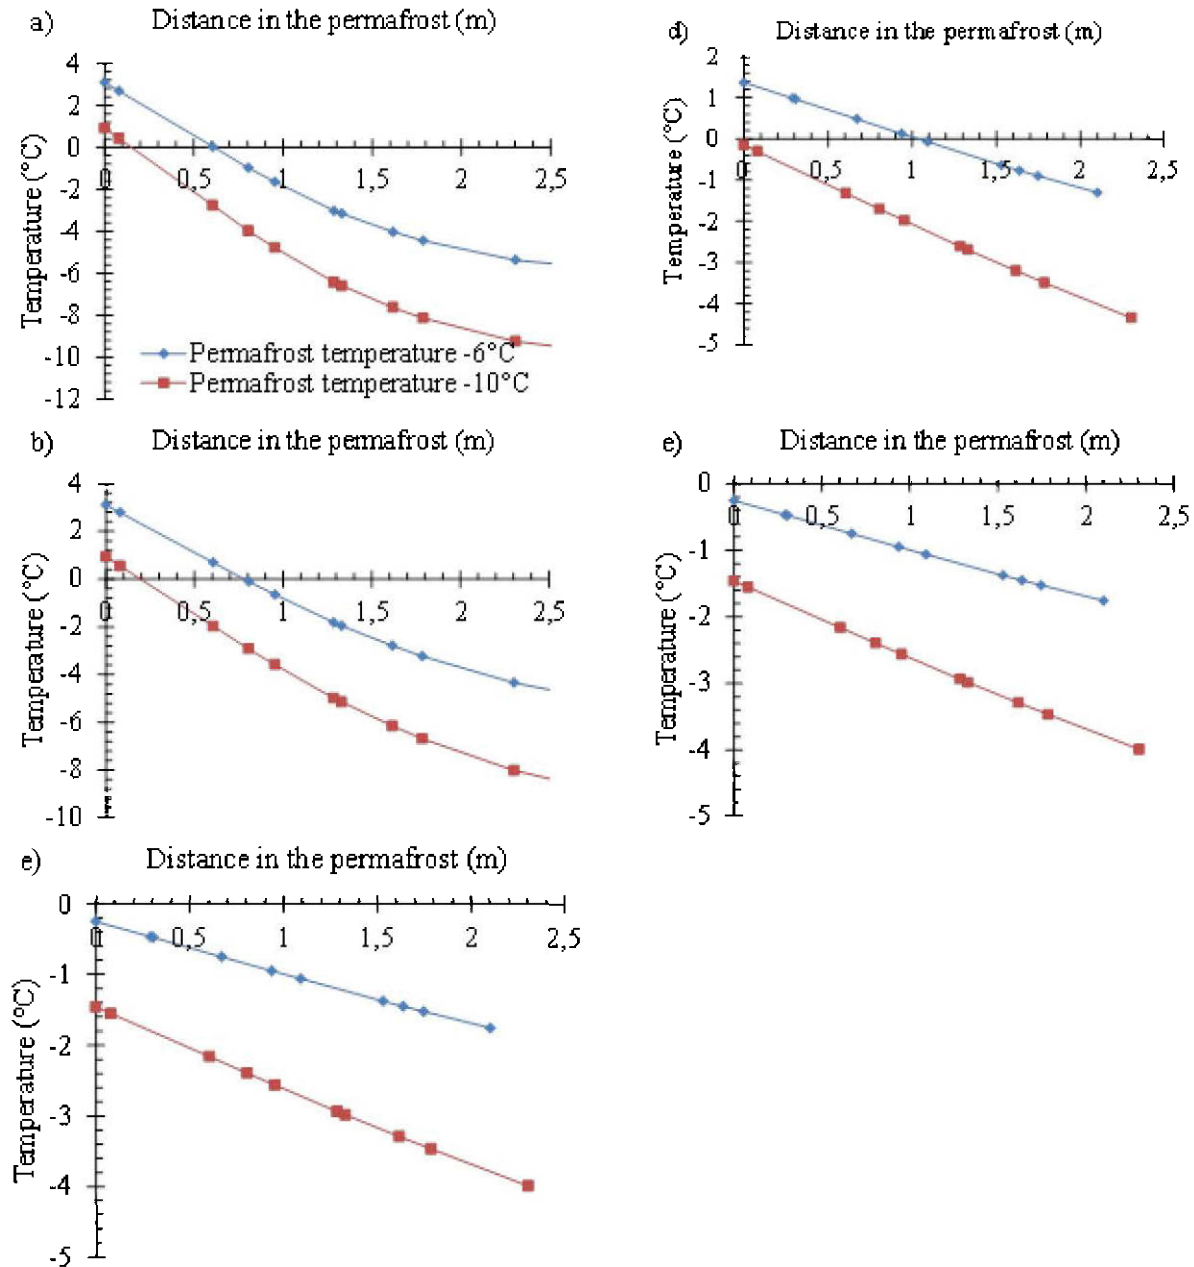 a) Distance in the permafrost (m)
4
2
0
-2
-4
-6
-8
-10
-12
0 0,5 1 1,5 2 2,5
Temperature (°C)
Permafrost temperature -6°C
Permafrost temperature -10°C
b) Distance in the permafrost (m)
4
2
0
-2
-4
-6
-8
-10
0 0,5 1 1,5 2 2,5
Temperature (°C)
e) Distance in the permafrost (m)
0
-1
-2
-3
-4
-5
0 0,5 1 1,5 2 2,5
Temperature (°C)
d) Distance in the permafrost (m)
2
1
0
-1
-2
-3
-4
-5
0 0,5 1 1,5 2 2,5
Temperature (°C)
e) Distance in the permafrost (m)
0
-1
-2
-3
-4
-5
0 0,5 1 1,5 2 2,5
Temperature (°C)